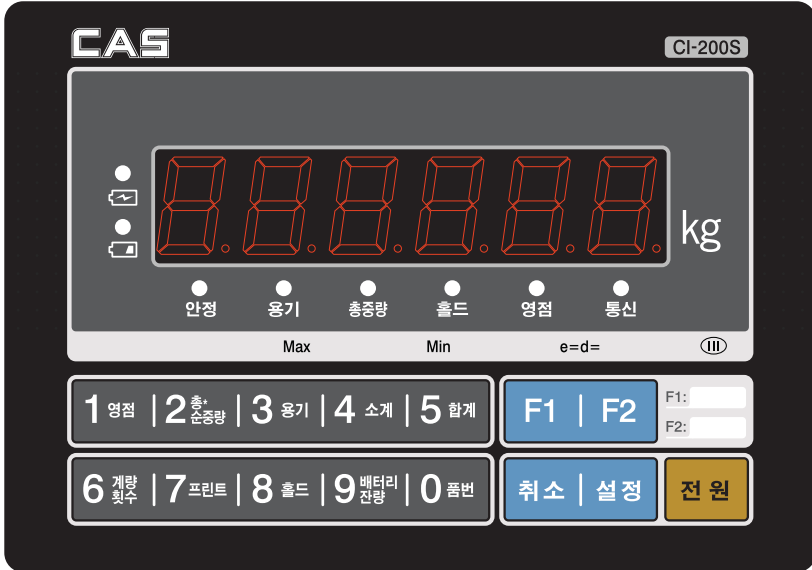 CAS
CI-200S
kg
안정 용기 총중량 홀드 영점 통신
Max Min e=d= III
1 영점 2 총* 순중량 3 용기 4 소계 5 합계
F1 F2
F1:
F2:
6 계량 횟수 7 프린트 8 홀드 9 배터리 잔량 0 품번
취소 설정 전원